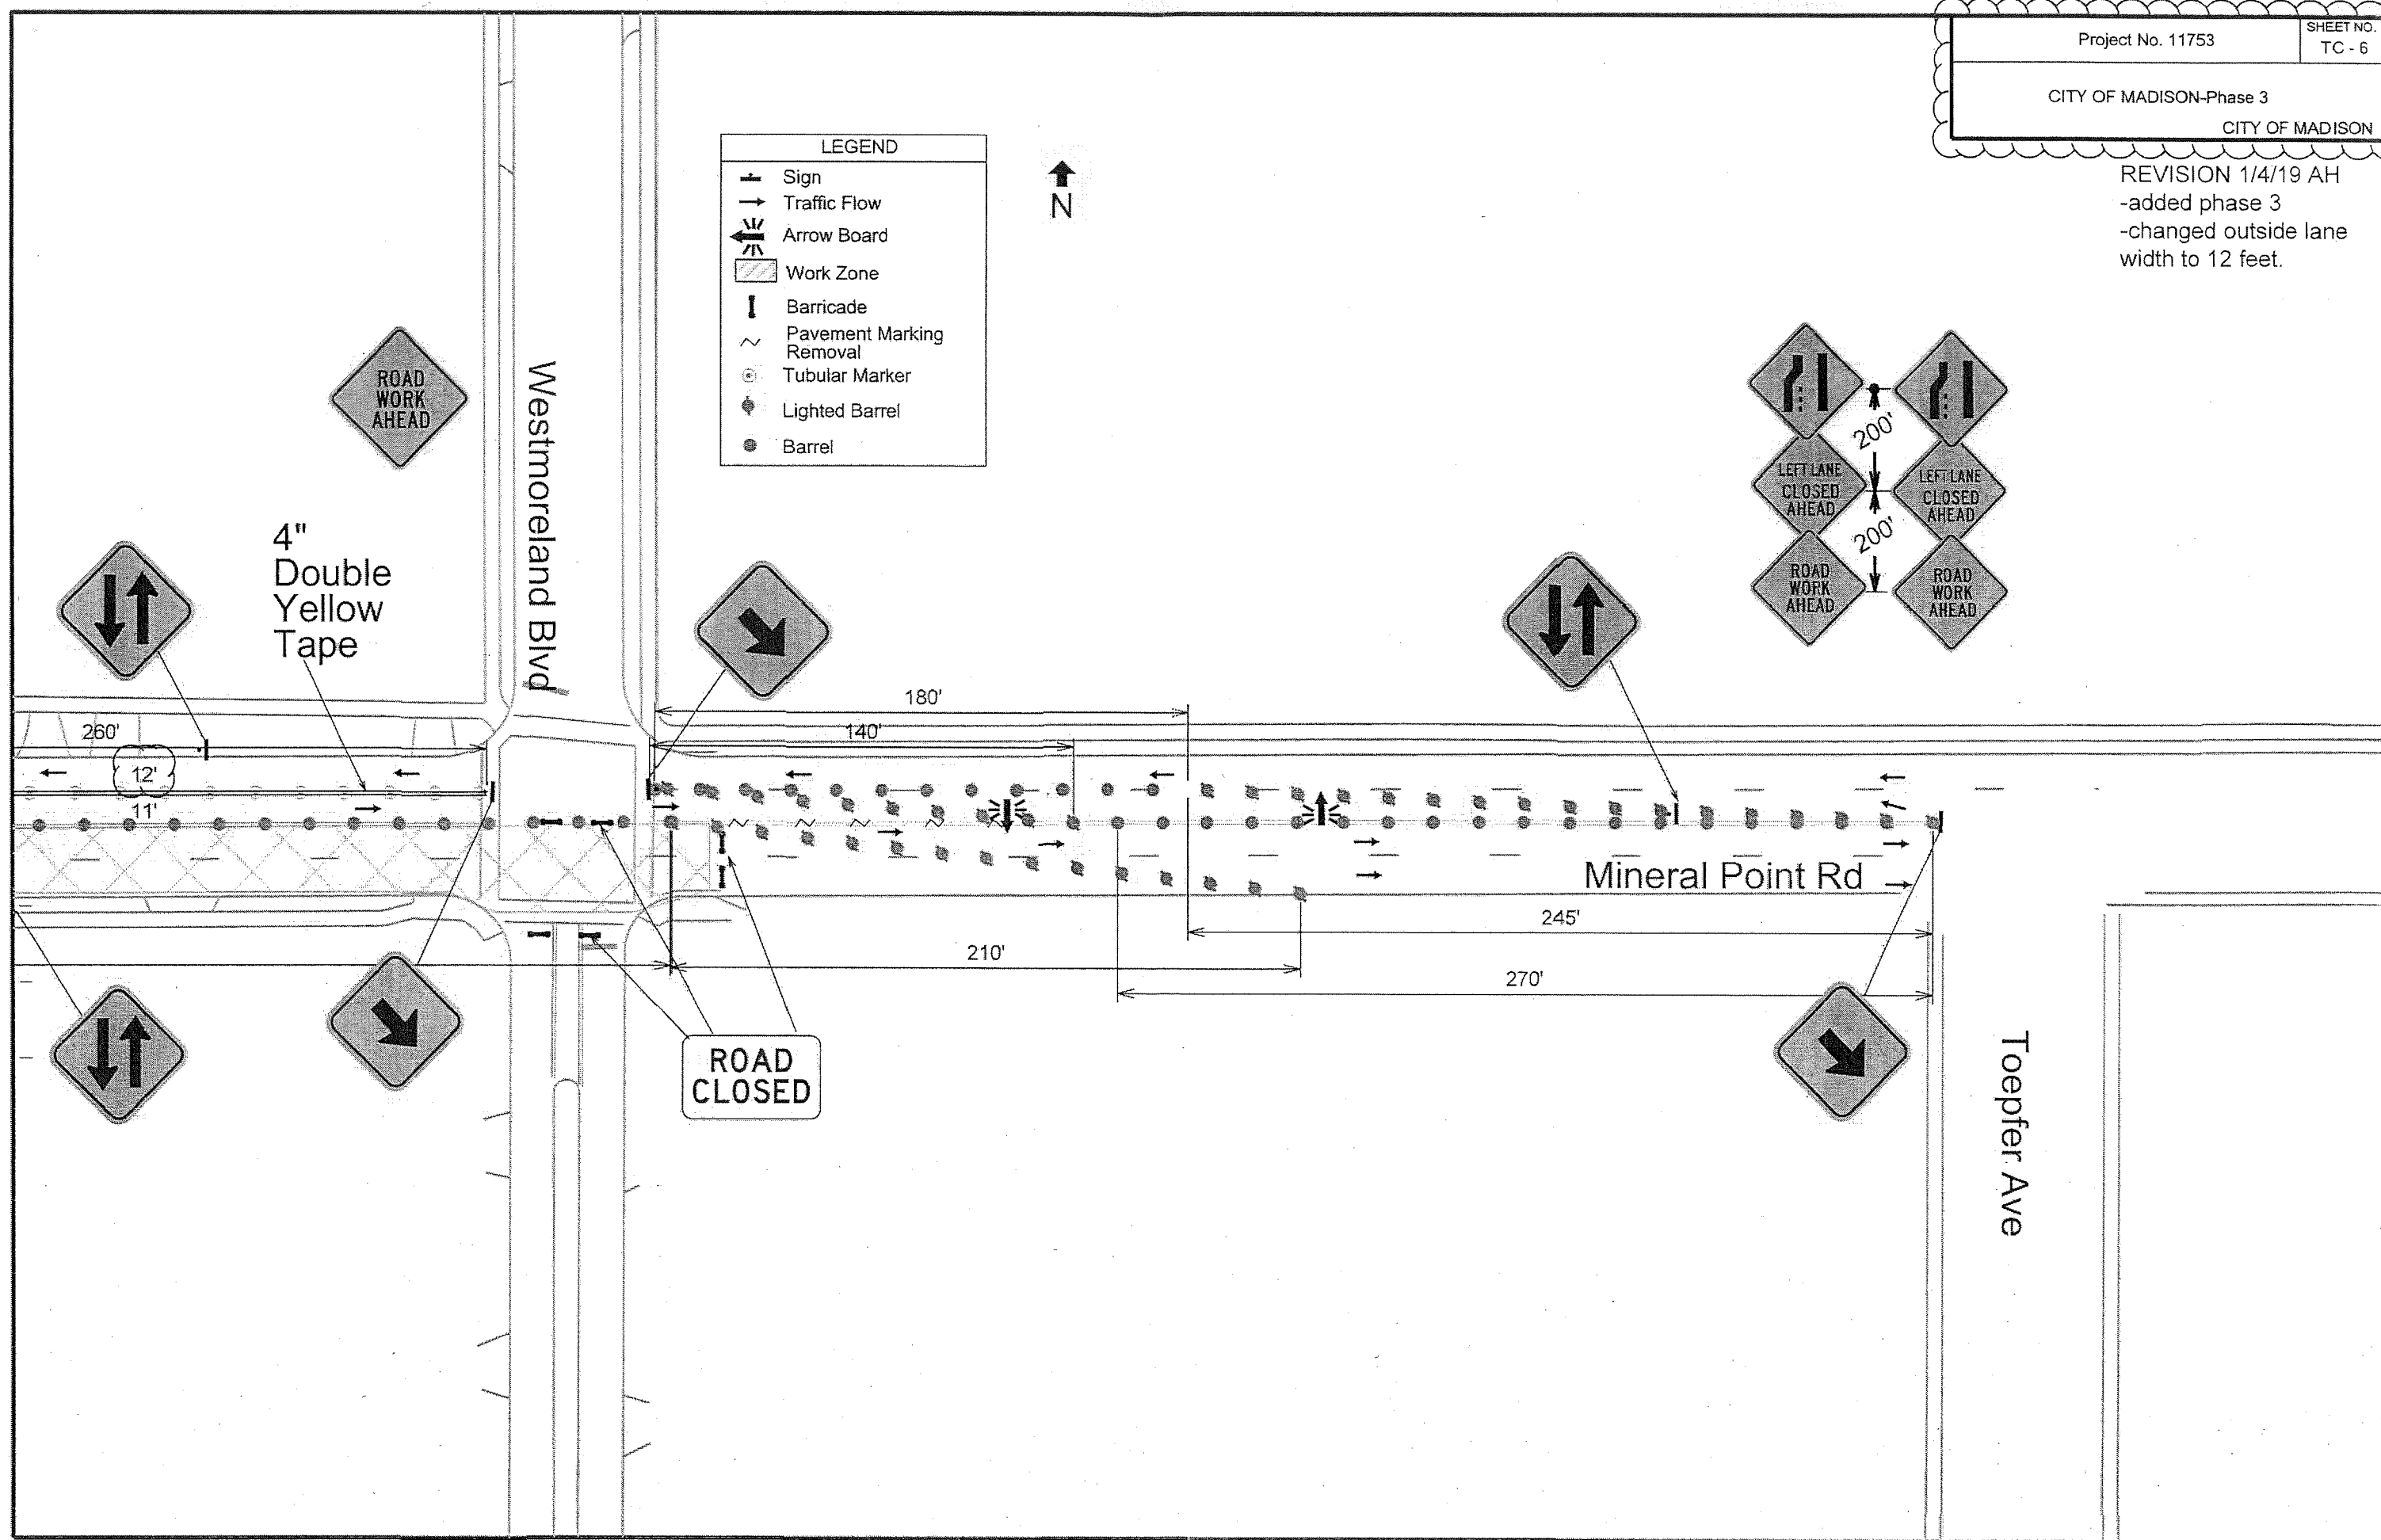 Project No. 11753
SHEET NO.
TC - 6
CITY OF MADISON-Phase 3
CITY OF MADISON
REVISION 1/4/19 AH
-added phase 3
-changed outside lane
width to 12 feet.
LEGEND
Sign
Traffic Flow
Arrow Board
Work Zone
Barricade
Pavement Marking
Removal
Tubular Marker
Lighted Barrel
Barrel
N
ROAD
WORK
AHEAD
Westmoreland Blvd
4"
Double
Yellow
Tape
200'
LEFT LANE
CLOSED
AHEAD
LEFT LANE
CLOSED
AHEAD
200'
ROAD
WORK
AHEAD
ROAD
WORK
AHEAD
180'
260'
140'
12'
11'
Mineral Point Rd
245'
210'
270'
ROAD
CLOSED
Toepfer Ave